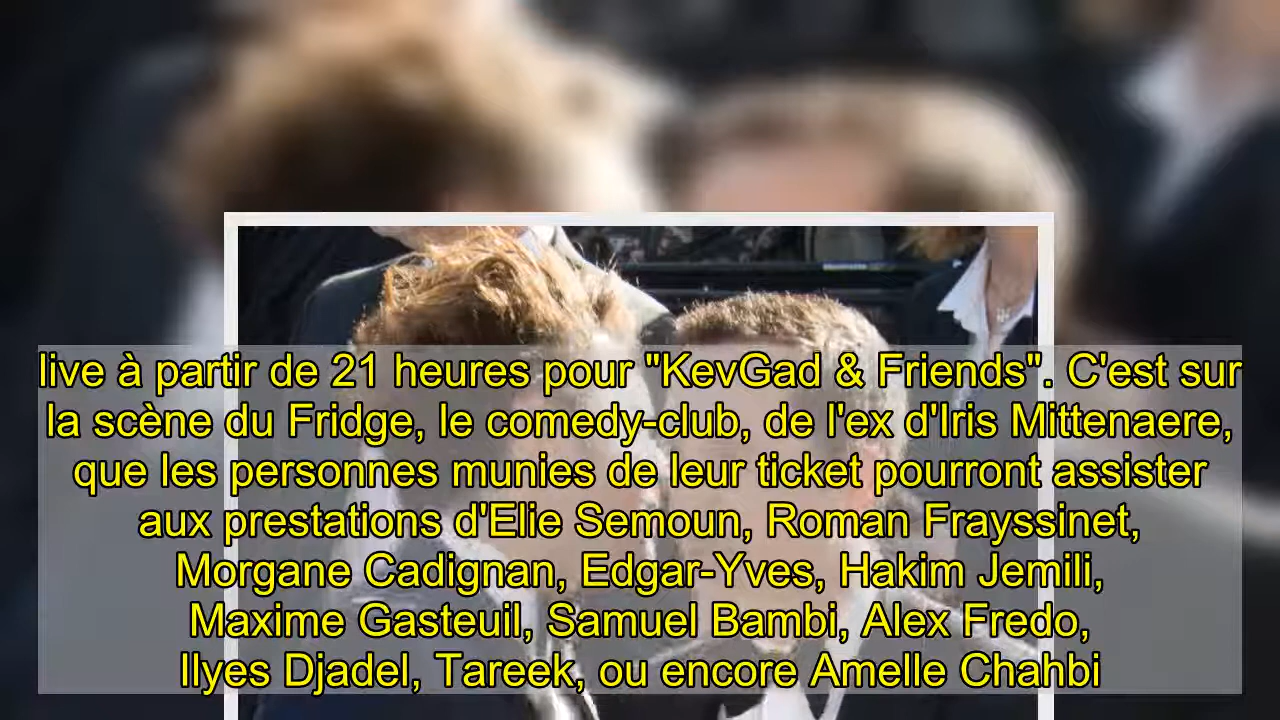 live à partir de 21 heures pour "KevGad & Friends". C'est sur
la scène du Fridge, le comedy-club, de l'ex d'Iris Mittenaere,
que les personnes munies de leur ticket pourront assister
aux prestations d'Elie Semoun, Roman Frayssinet,
Morgane Cadignan, Edgar-Yves, Hakim Jemili,
Maxime Gasteuil, Samuel Bambi, Alex Fredo,
Ilyes Djadel, Tareek, ou encore Amelle Chahbi